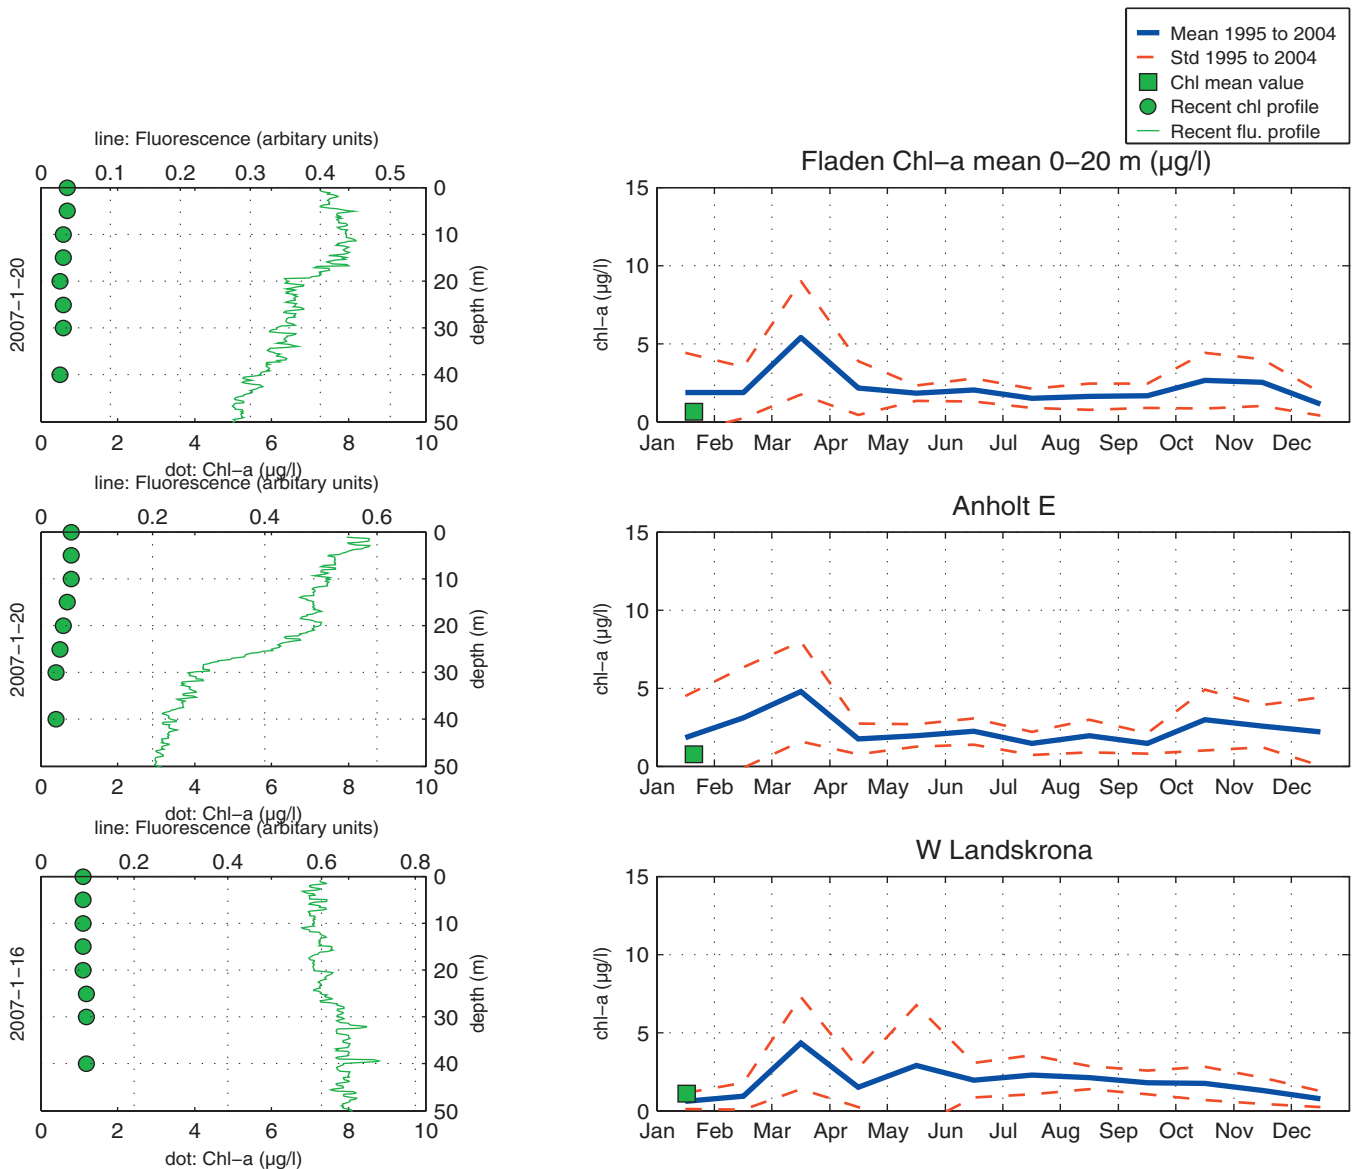 Mean 1995 to 2004
Std 1995 to 2004
Chl mean value
Recent chl profile
Recent flu. profile
line: Fluorescence (arbitary units)
0 0.1 0.2 0.3 0.4 0.5
0
10
20
30
40
50
depth (m)
2007-1-20
0 2 4 6 8 10
dot: Chl-a (µg/l)
Fladen Chl-a mean 0-20 m (µg/l)
15
10
5
0
chl-a (µg/l)
Jan Feb Mar Apr May Jun Jul Aug Sep Oct Nov Dec
line: Fluorescence (arbitary units)
0 0.2 0.4 0.6
0
10
20
30
40
50
depth (m)
2007-1-20
0 2 4 6 8 10
dot: Chl-a (µg/l)
Anholt E
15
10
5
0
chl-a (µg/l)
Jan Feb Mar Apr May Jun Jul Aug Sep Oct Nov Dec
line: Fluorescence (arbitary units)
0 0.2 0.4 0.6 0.8
0
10
20
30
40
50
depth (m)
2007-1-16
0 2 4 6 8 10
dot: Chl-a (µg/l)
W Landskrona
15
10
5
0
chl-a (µg/l)
Jan Feb Mar Apr May Jun Jul Aug Sep Oct Nov Dec